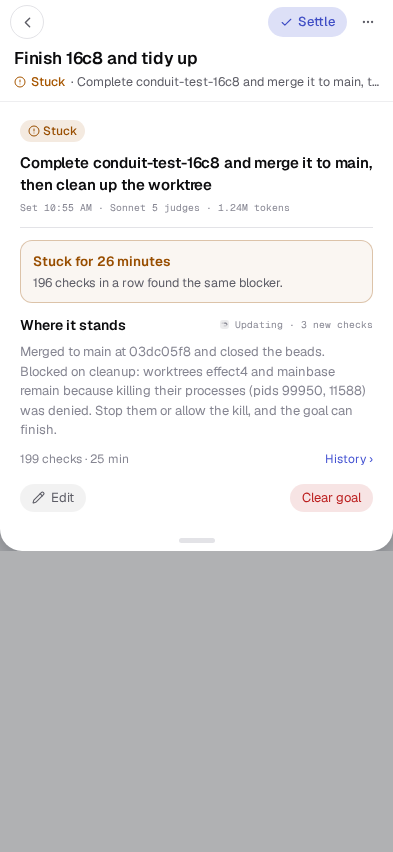 Settle
Finish 16c8 and tidy up
Stuck · Complete conduit-test-16c8 and merge it to main, t…
Stuck
Complete conduit-test-16c8 and merge it to main,
then clean up the worktree
Set 10:55 AM · Sonnet 5 judges · 1.24M tokens
Stuck for 26 minutes
196 checks in a row found the same blocker.
Where it stands
Updating · 3 new checks
Merged to main at 03dc05f8 and closed the beads.
Blocked on cleanup: worktrees effect4 and mainbase
remain because killing their processes (pids 99950, 11588)
was denied. Stop them or allow the kill, and the goal can
finish.
199 checks · 25 min
History ›
Edit
Clear goal